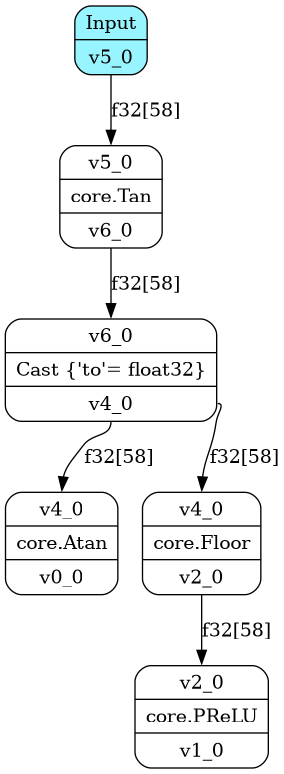 Input
v5_0
f32[58]
v5_0
core.Tan
v6_0
f32[58]
v6_0
Cast {'to'= float32}
v4_0
f32[58]
f32[58]
v4_0
core.Atan
v0_0
v4_0
core.Floor
v2_0
f32[58]
v2_0
core.PReLU
v1_0